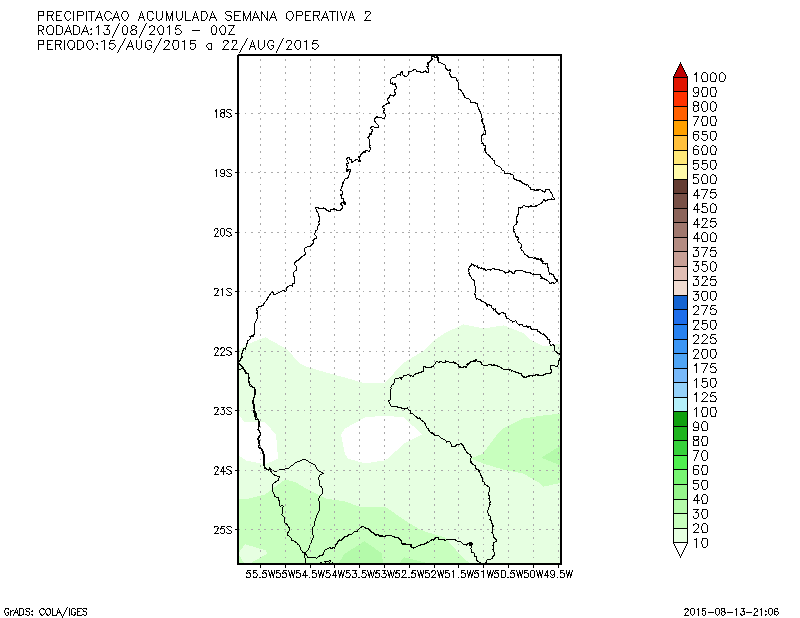 PRECIPITACAO ACUMULADA SEMANA OPERATIVA 2
RODADA:13/08/2015 - 00Z
PERIODO:15/AUG/2015 a 22/AUG/2015
18S
19S
20S
21S
22S
23S
24S
25S
55.5W55W54.5W54W53.5W53W52.5W52W51.5W51W50.5W50W49.5W
1000
900
800
700
650
600
550
500
475
450
425
400
375
350
325
300
275
250
225
200
175
150
125
100
90
80
70
60
50
40
30
20
10
GrADS: COLA/IGES
2015-08-13-21:06